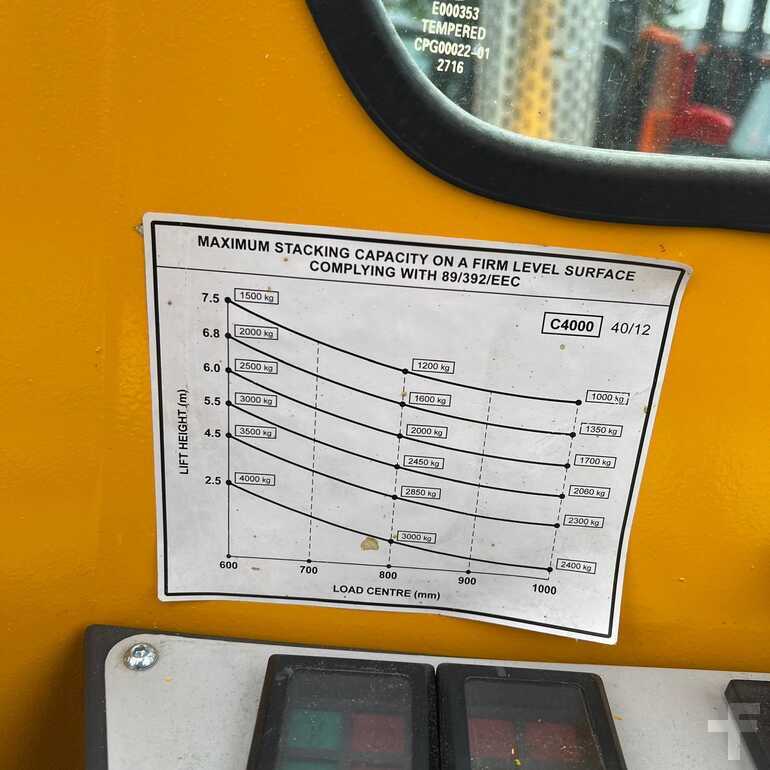 E000353
TEMPERED
CPG00022-01
2716
MAXIMUM STACKING CAPACITY ON A FIRM LEVEL SURFACE
COMPLYING WITH 89/392/EEC
C4000 40/12
LIFT HEIGHT (m)
7.5 1500 kg 1200 kg 1000 kg
6.8 2000 kg 1600 kg 1350 kg
6.0 2500 kg 2000 kg 1700 kg
5.5 3000 kg 2450 kg 2060 kg
4.5 3500 kg 2850 kg 2300 kg
2.5 4000 kg 3000 kg 2400 kg
600 700 800 900 1000
LOAD CENTRE (mm)